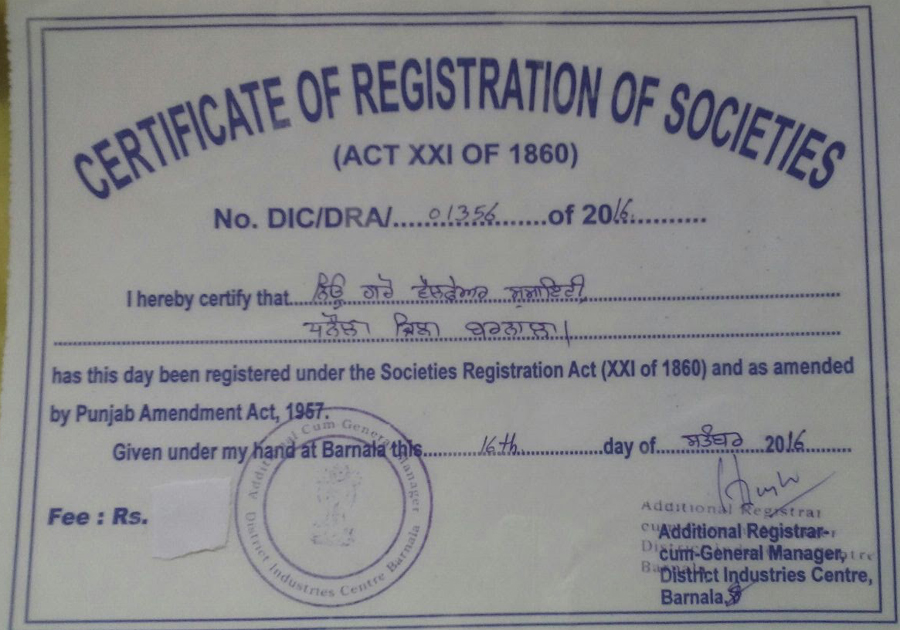 CERTIFICATE OF REGISTRATION OF SOCIETIES
(ACT XXI OF 1860)
No. DIC/DRA/....01356.......of 2016...........
I hereby certify that...ਨਿਊ ਗਰੋ ਵੈਲਫੇਅਰ ਸੁਸਾਇਟੀ,
ਧਨੌਲਾ ਜ਼ਿਲਾ ਬਰਨਾਲਾ।
has this day been registered under the Societies Registration Act (XXI of 1860) and as amended
by Punjab Amendment Act, 1957.
Given under my hand at Barnala this.......16th..........day of....ਸਤੰਬਰ 2016........
Fee : Rs.
Additional Cum General Manager
District Industries Centre Barnala
Additional Registrar
Additional Registrar-
cum-General Manager,
District Industries Centre,
Barnala.